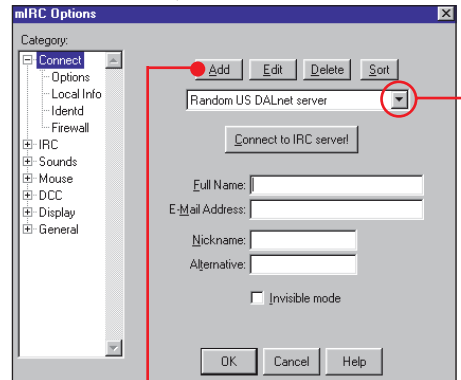 mIRC Options
Category:
Connect
Options
Local Info
Identd
Firewall
IRC
Sounds
Mouse
DCC
Display
General
Add Edit Delete Sort
Random US DALnet server
Connect to IRC server!
Full Name:
E-Mail Address:
Nickname:
Alternative:
Invisible mode
OK Cancel Help